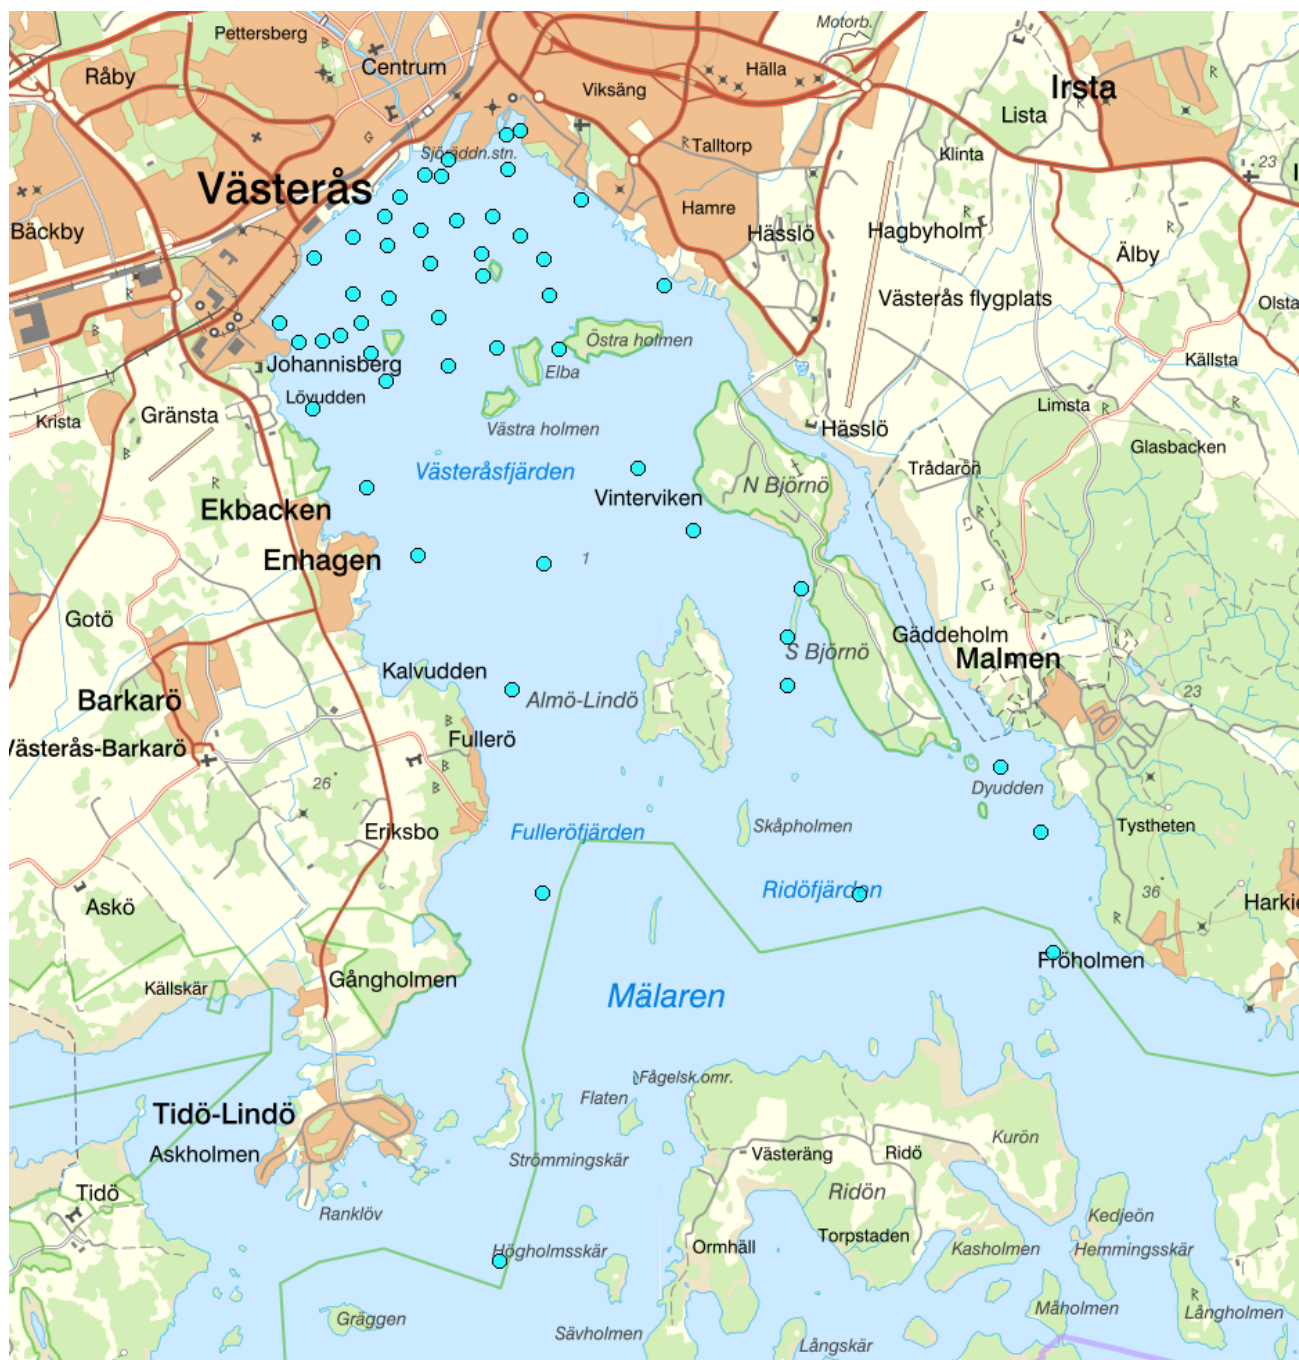 Motorb.
Pettersberg
Centrum
Hälla
Råby
Viksäng
Irsta
Lista
Talltorp
Klinta
Sjöräddn.stn.
23
Västerås
Hamre
Bäckby
Hässlö
Hagbyholm
Älby
Västerås flygplats
Olsta
Östra holmen
Johannisberg
Elba
Källsta
Lövudden
Limsta
Gränsta
Krista
Västra holmen
Hässlö
Glasbacken
Västeråsfjärden
Trådarön
N Björnö
Vinterviken
Ekbacken
Enhagen
1
Gotö
Gäddeholm
S Björnö
Malmen
Kalvudden
Barkarö
Almö-Lindö
23
Västerås-Barkarö
Fullerö
26
Dyudden
Eriksbo
Fulleröfjärden
Skåpholmen
Tystheten
Ridöfjärden
36
Askö
Harkie
Fröholmen
Gångholmen
Källskär
Mälaren
Fågelsk.omr.
Flaten
Tidö-Lindö
Kurön
Askholmen
Västeräng
Ridö
Strömmingskär
Tidö
Ridön
Ranklöv
Kedjeön
Torpstaden
Ormhäll
Högholmsskär
Kasholmen
Hemmingsskär
Måholmen
Långholmen
Gräggen
Sävholmen
Långskär